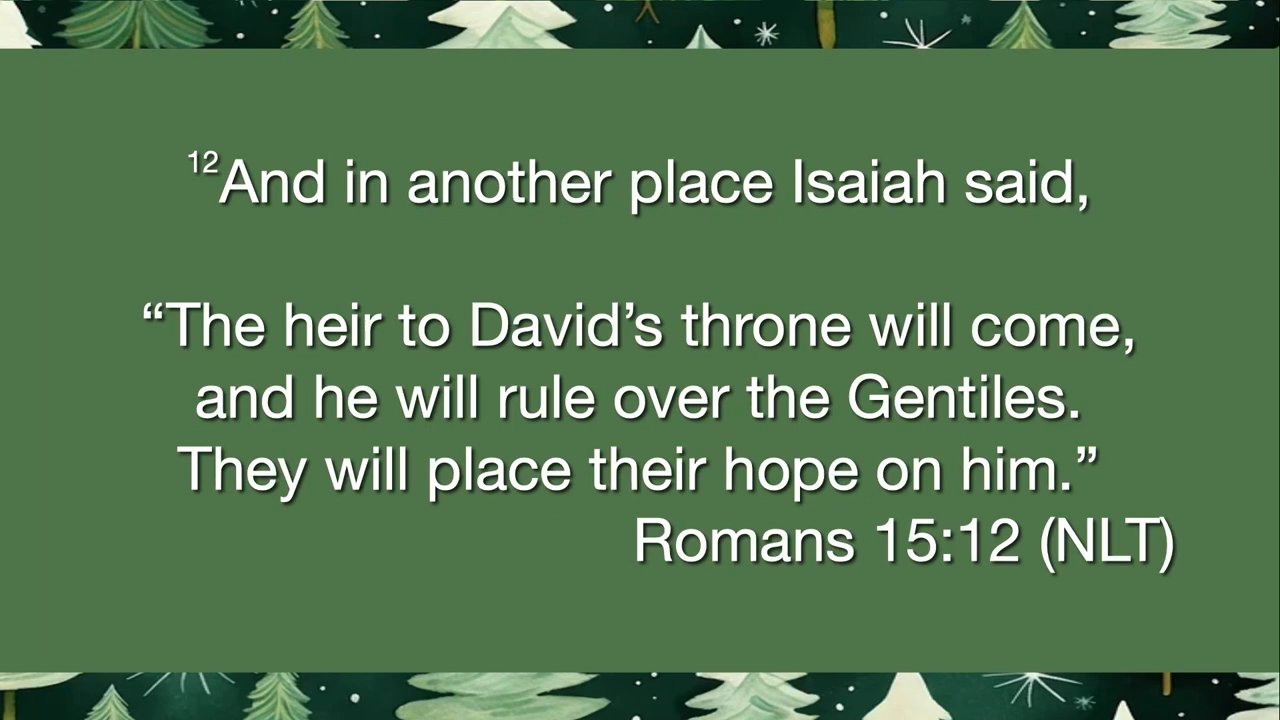 ¹²And in another place Isaiah said,
“The heir to David’s throne will come,
and he will rule over the Gentiles.
They will place their hope on him.”
Romans 15:12 (NLT)